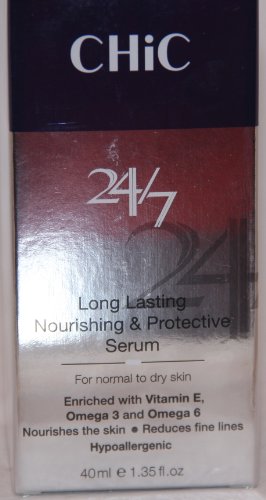 CHiC
24/7
Long Lasting
Nourishing & Protective
Serum
For normal to dry skin
Enriched with Vitamin E,
Omega 3 and Omega 6
Nourishes the skin ● Reduces fine lines
Hypoallergenic
40ml e 1.35 fl.oz